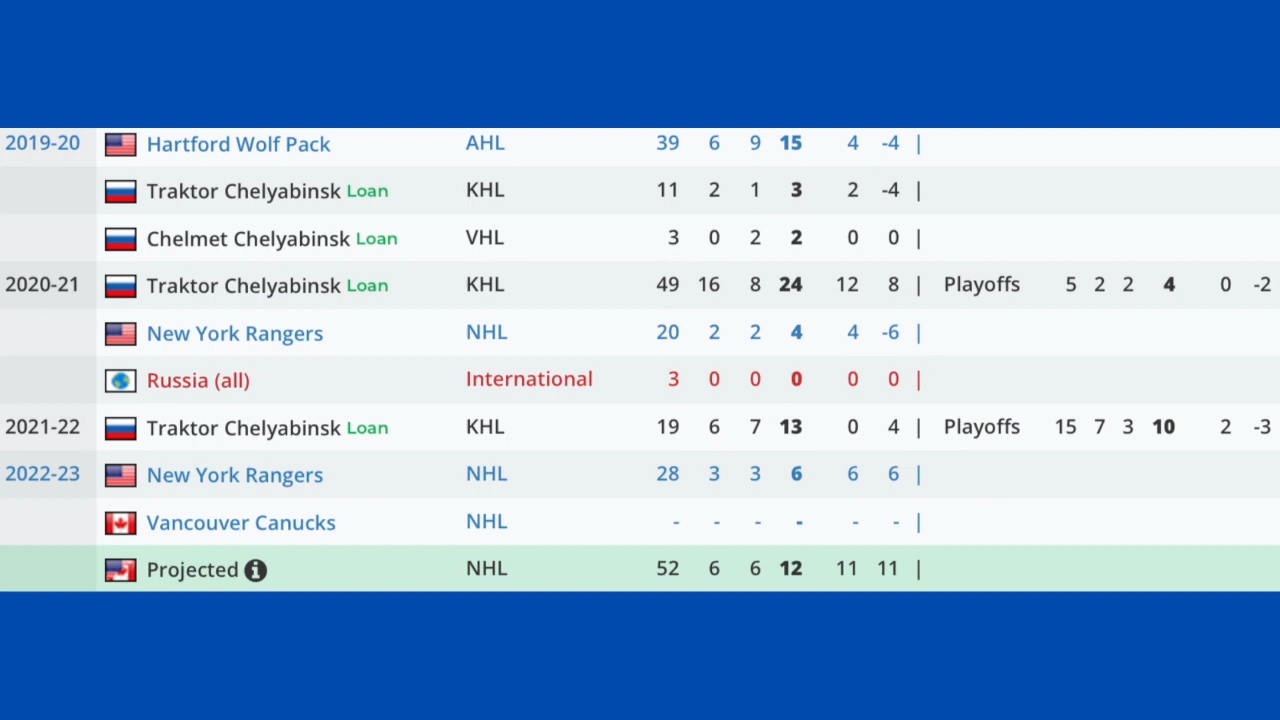 2019-20 Hartford Wolf Pack AHL 39 6 9 15 4 -4 |
Traktor Chelyabinsk Loan KHL 11 2 1 3 2 -4 |
Chelmet Chelyabinsk Loan VHL 3 0 2 2 0 0 |
2020-21 Traktor Chelyabinsk Loan KHL 49 16 8 24 12 8 | Playoffs 5 2 2 4 0 -2
New York Rangers NHL 20 2 2 4 4 -6 |
Russia (all) International 3 0 0 0 0 0 |
2021-22 Traktor Chelyabinsk Loan KHL 19 6 7 13 0 4 | Playoffs 15 7 3 10 2 -3
2022-23 New York Rangers NHL 28 3 3 6 6 6 |
Vancouver Canucks NHL - - - - - - |
Projected i NHL 52 6 6 12 11 11 |